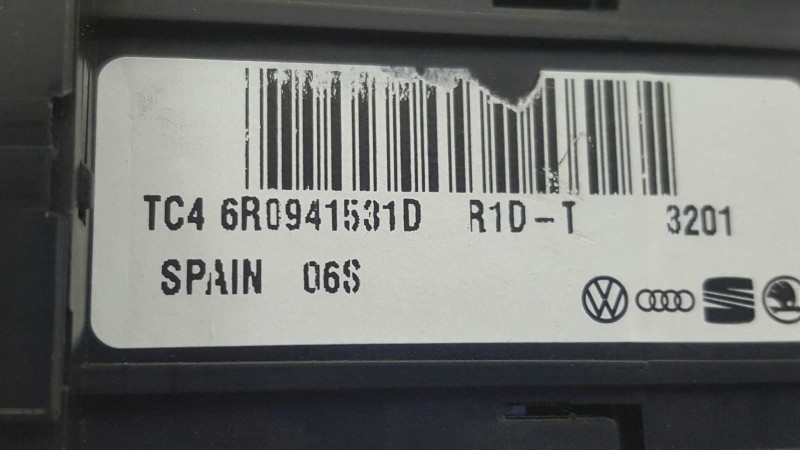 TC4 6R0941531D R1D-T 3201
SPAIN 06S